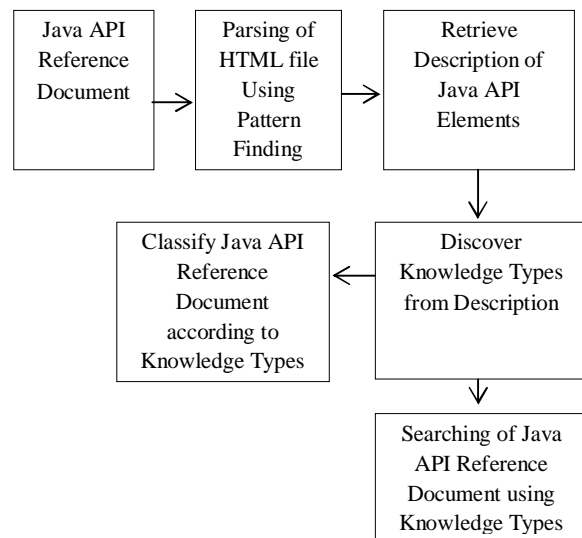 Java API
Reference
Document
Parsing of
HTML file
Using
Pattern
Finding
Retrieve
Description of
Java API
Elements
Classify Java API
Reference
Document
according to
Knowledge Types
Discover
Knowledge Types
from Description
Searching of Java
API Reference
Document using
Knowledge Types